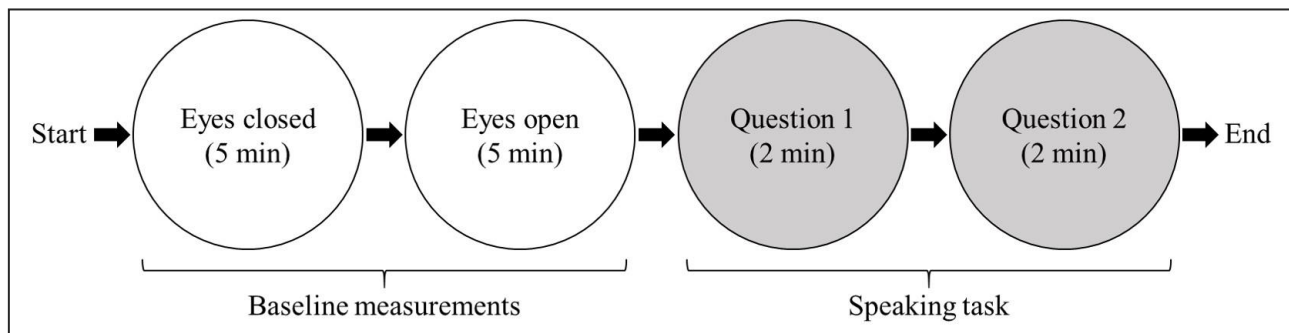 Start
Eyes closed
(5 min)
Eyes open
(5 min)
Question 1
(2 min)
Question 2
(2 min)
End
Baseline measurements
Speaking task